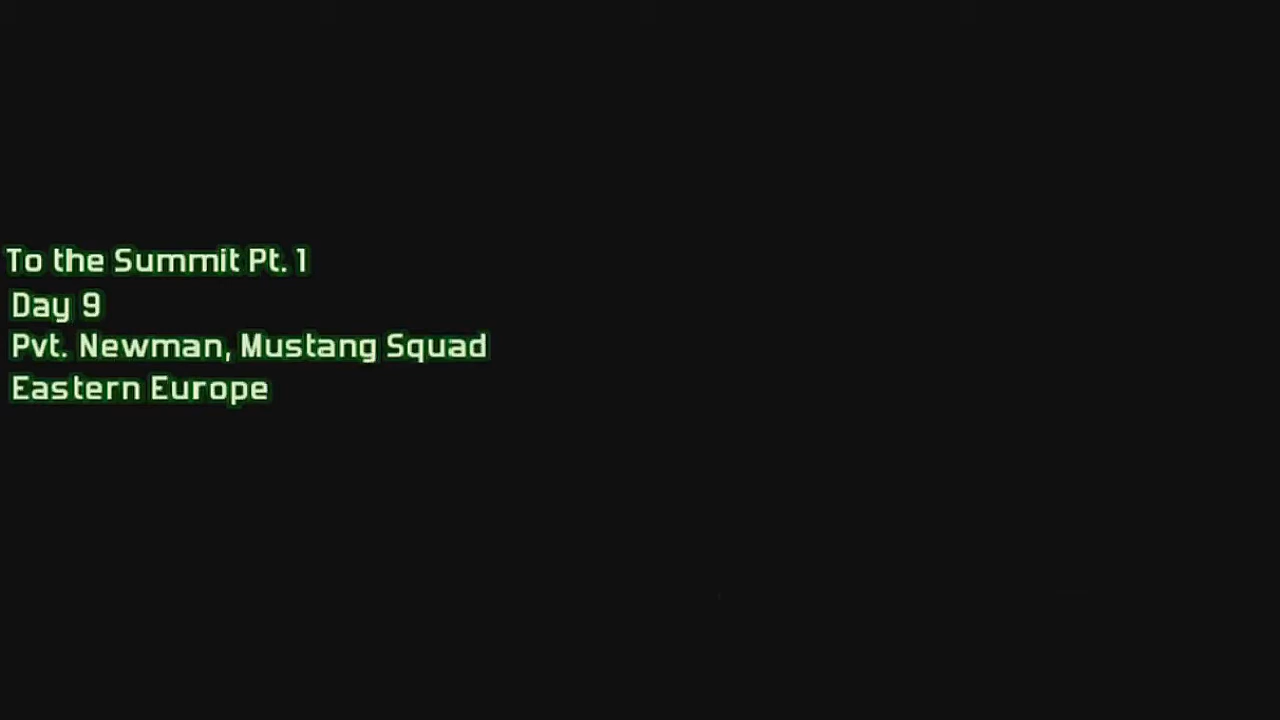 To the Summit Pt. 1
Day 9
Pvt. Newman, Mustang Squad
Eastern Europe